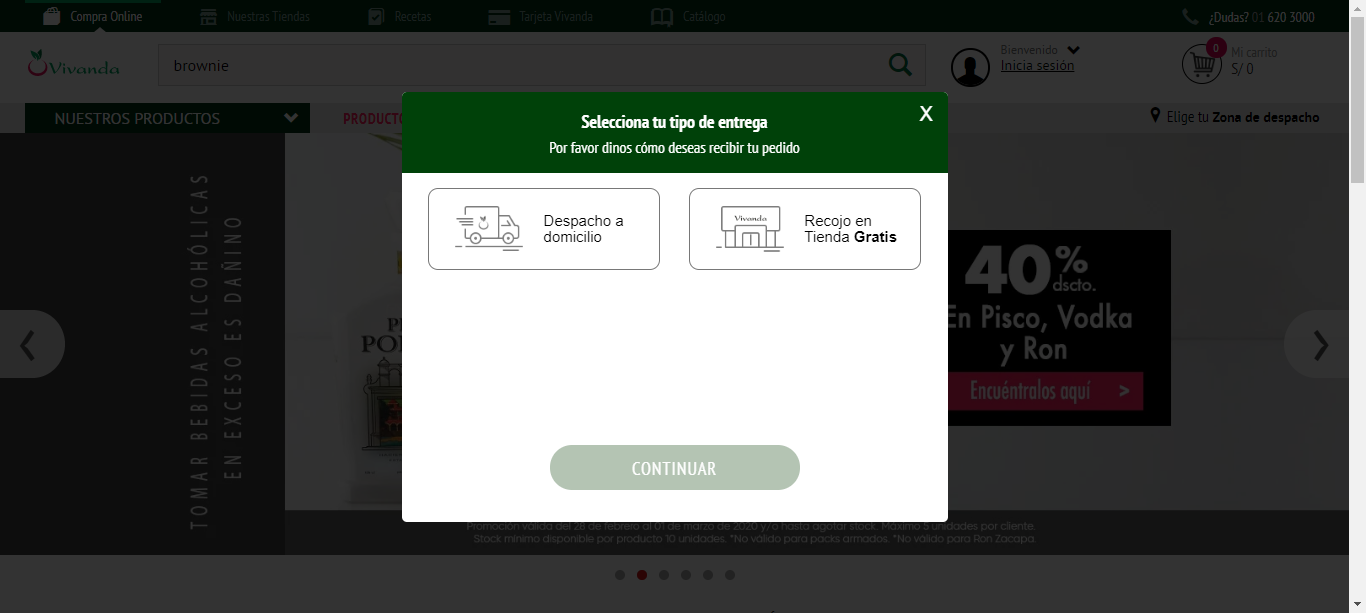 Compra Online
Nuestras Tiendas
Recetas
Tarjeta Vivanda
Catálogo
¿Dudas? 01 620 3000
Vivanda
brownie
Bienvenido
Inicia sesión
0
Mi carrito
S/ 0
NUESTROS PRODUCTOS
PRODUCTO
Elige tu Zona de despacho
Selecciona tu tipo de entrega
X
Por favor dinos cómo deseas recibir tu pedido
Despacho a
domicilio
Vivanda
Recojo en
Tienda Gratis
CONTINUAR
TOMAR BEBIDAS ALCOHÓLICAS
EN EXCESO ES DAÑINO
40% dscto.
En Pisco, Vodka
y Ron
Encuéntralos aquí >
Promoción válida del 28 de febrero al 01 de marzo de 2020 y/o hasta agotar stock. Máximo 5 unidades por cliente.
Stock mínimo disponible por producto 10 unidades. *No válido para packs armados. *No válido para Ron Zacapa.